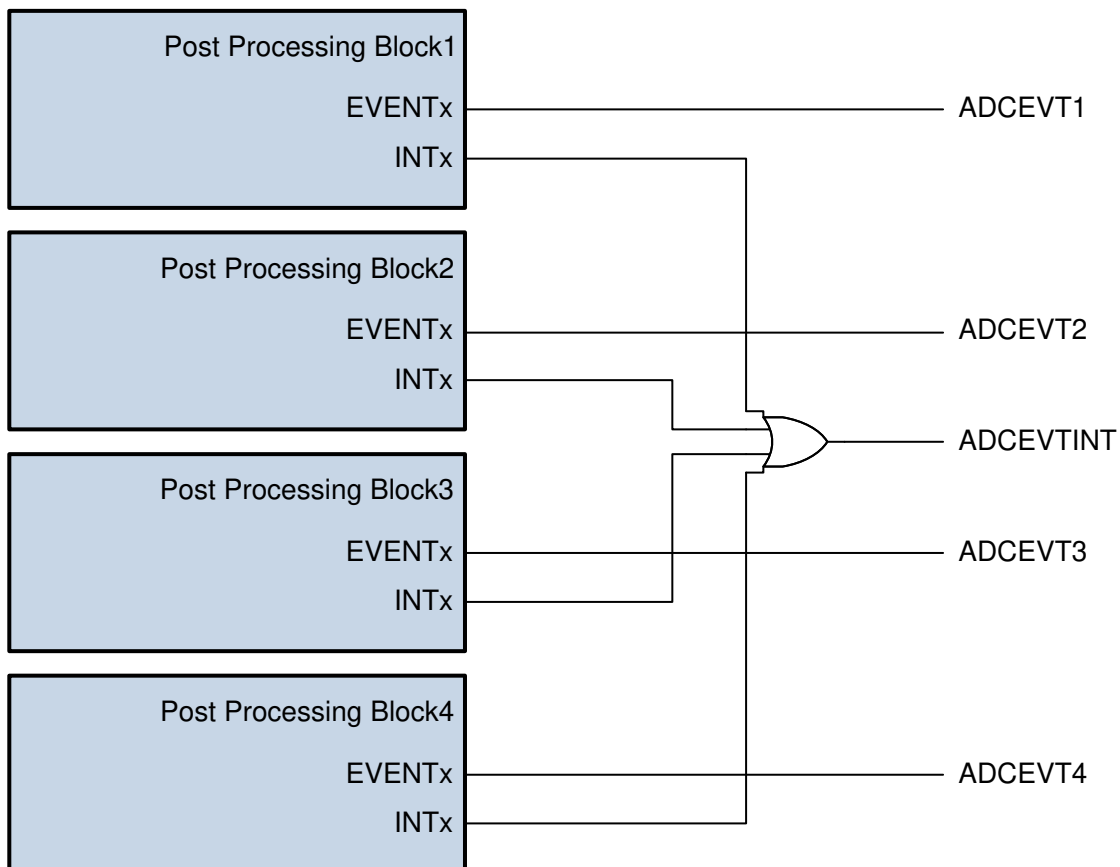 Post Processing Block1
EVENTx
ADCEVT1
INTx
Post Processing Block2
EVENTx
ADCEVT2
INTx
ADCEVTINT
Post Processing Block3
EVENTx
ADCEVT3
INTx
Post Processing Block4
EVENTx
ADCEVT4
INTx